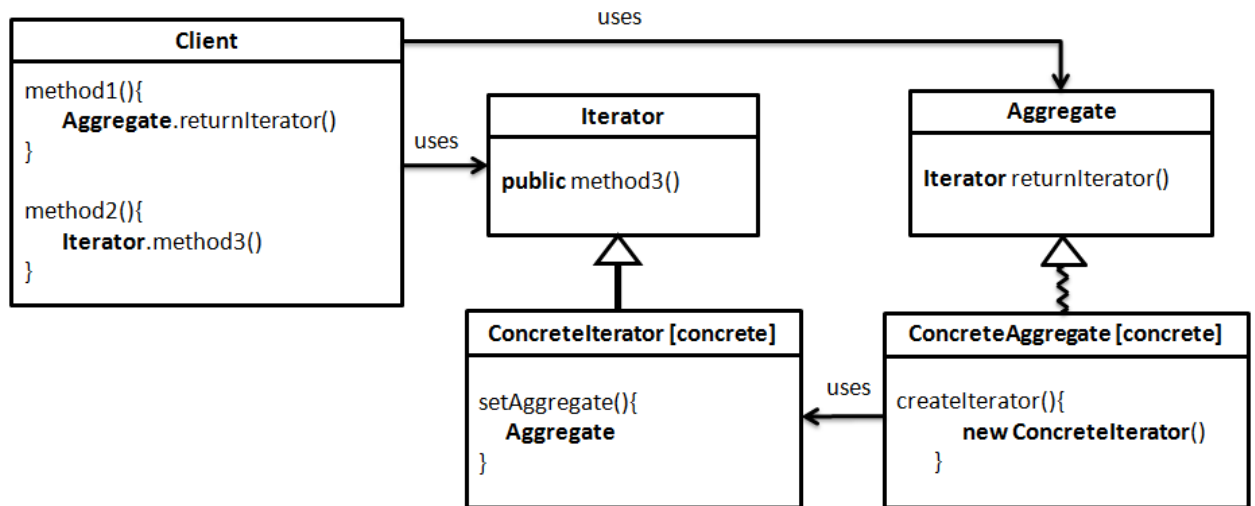 uses
Client
method1(){
Aggregate.returnIterator()
}
method2(){
Iterator.method3()
}
uses
Iterator
public method3()
Aggregate
Iterator returnIterator()
ConcreteIterator [concrete]
setAggregate(){
Aggregate
}
uses
ConcreteAggregate [concrete]
createIterator(){
new ConcreteIterator()
}